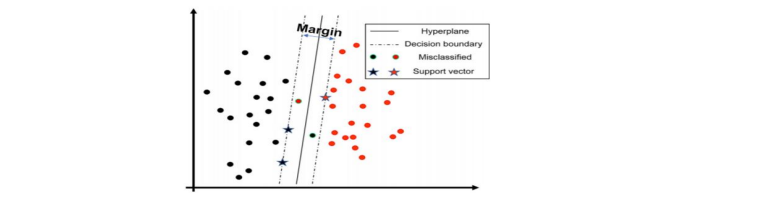 Margin
Hyperplane
Decision boundary
Misclassified
Support vector